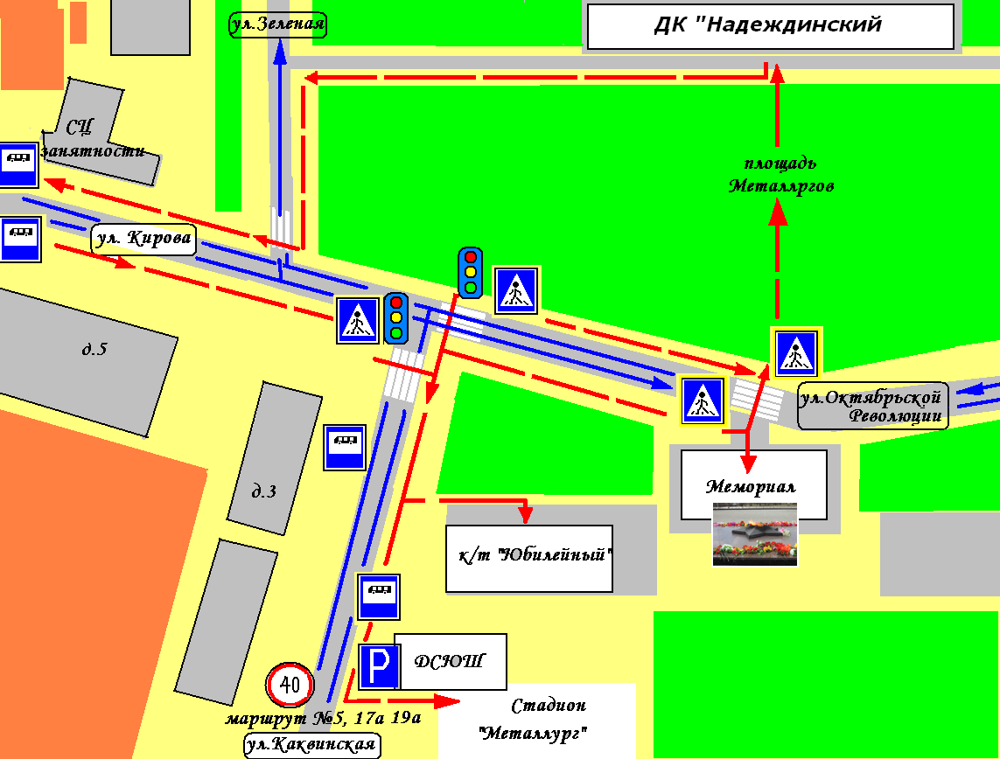 ул.Зеленая
ДК "Надеждинский
СЦ
занятности
площадь
Металлргов
ул. Кирова
д.5
ул.Октябрьской
Революции
д.3
Мемориал
к/т "Юбилейный"
P
ДСЮШ
40
Стадион
"Металлург"
маршрут №5, 17а 19а
ул.Каквинская